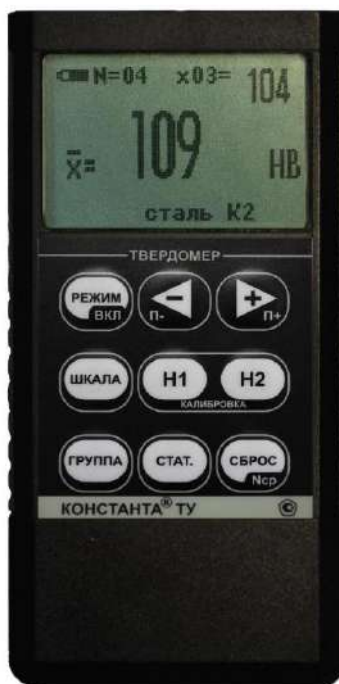 N=04 x03= 104
x̄= 109 HB
сталь К2
ТВЕРДОМЕР
РЕЖИМ
ВКЛ
−
П-
+
П+
ШКАЛА
H1
H2
КАЛИБРОВКА
ГРУППА
СТАТ.
СБРОС
Nср
КОНСТАНТА® ТУ ©